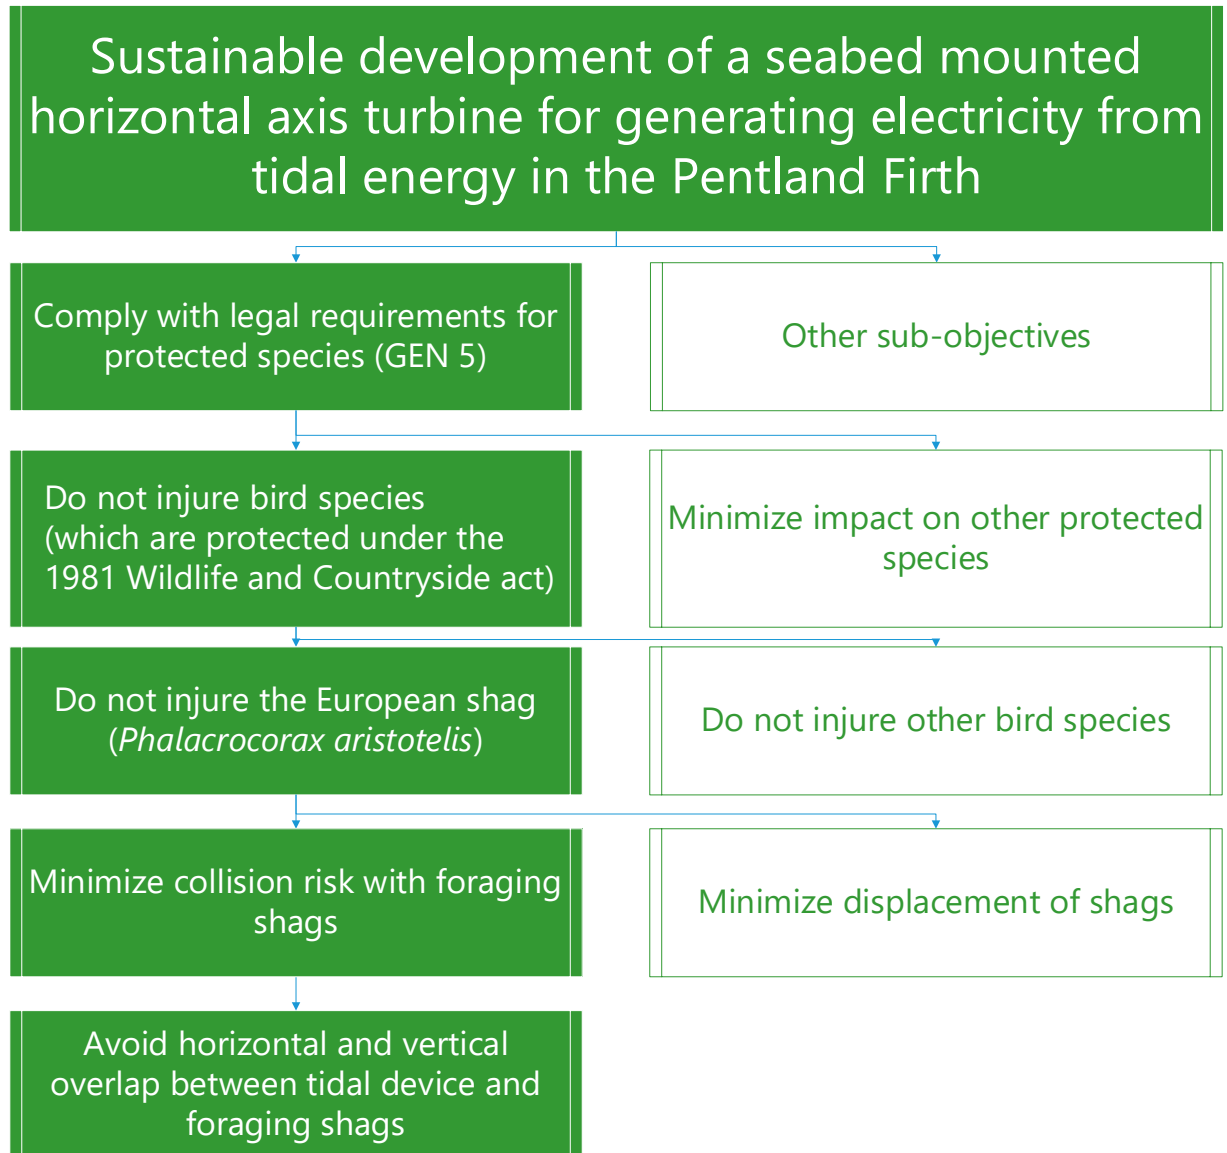 Sustainable development of a seabed mounted
horizontal axis turbine for generating electricity from
tidal energy in the Pentland Firth
Comply with legal requirements for
protected species (GEN 5)
Other sub-objectives
Do not injure bird species
(which are protected under the
1981 Wildlife and Countryside act)
Minimize impact on other protected
species
Do not injure the European shag
(Phalacrocorax aristotelis)
Do not injure other bird species
Minimize collision risk with foraging
shags
Minimize displacement of shags
Avoid horizontal and vertical
overlap between tidal device and
foraging shags